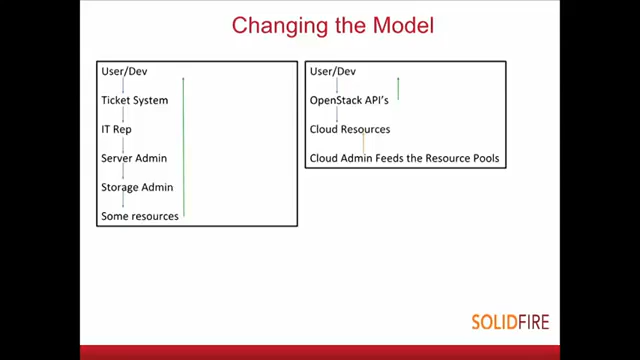 Changing the Model
User/Dev
Ticket System
IT Rep
Server Admin
Storage Admin
Some resources
User/Dev
OpenStack API's
Cloud Resources
Cloud Admin Feeds the Resource Pools
SOLIDFIRE